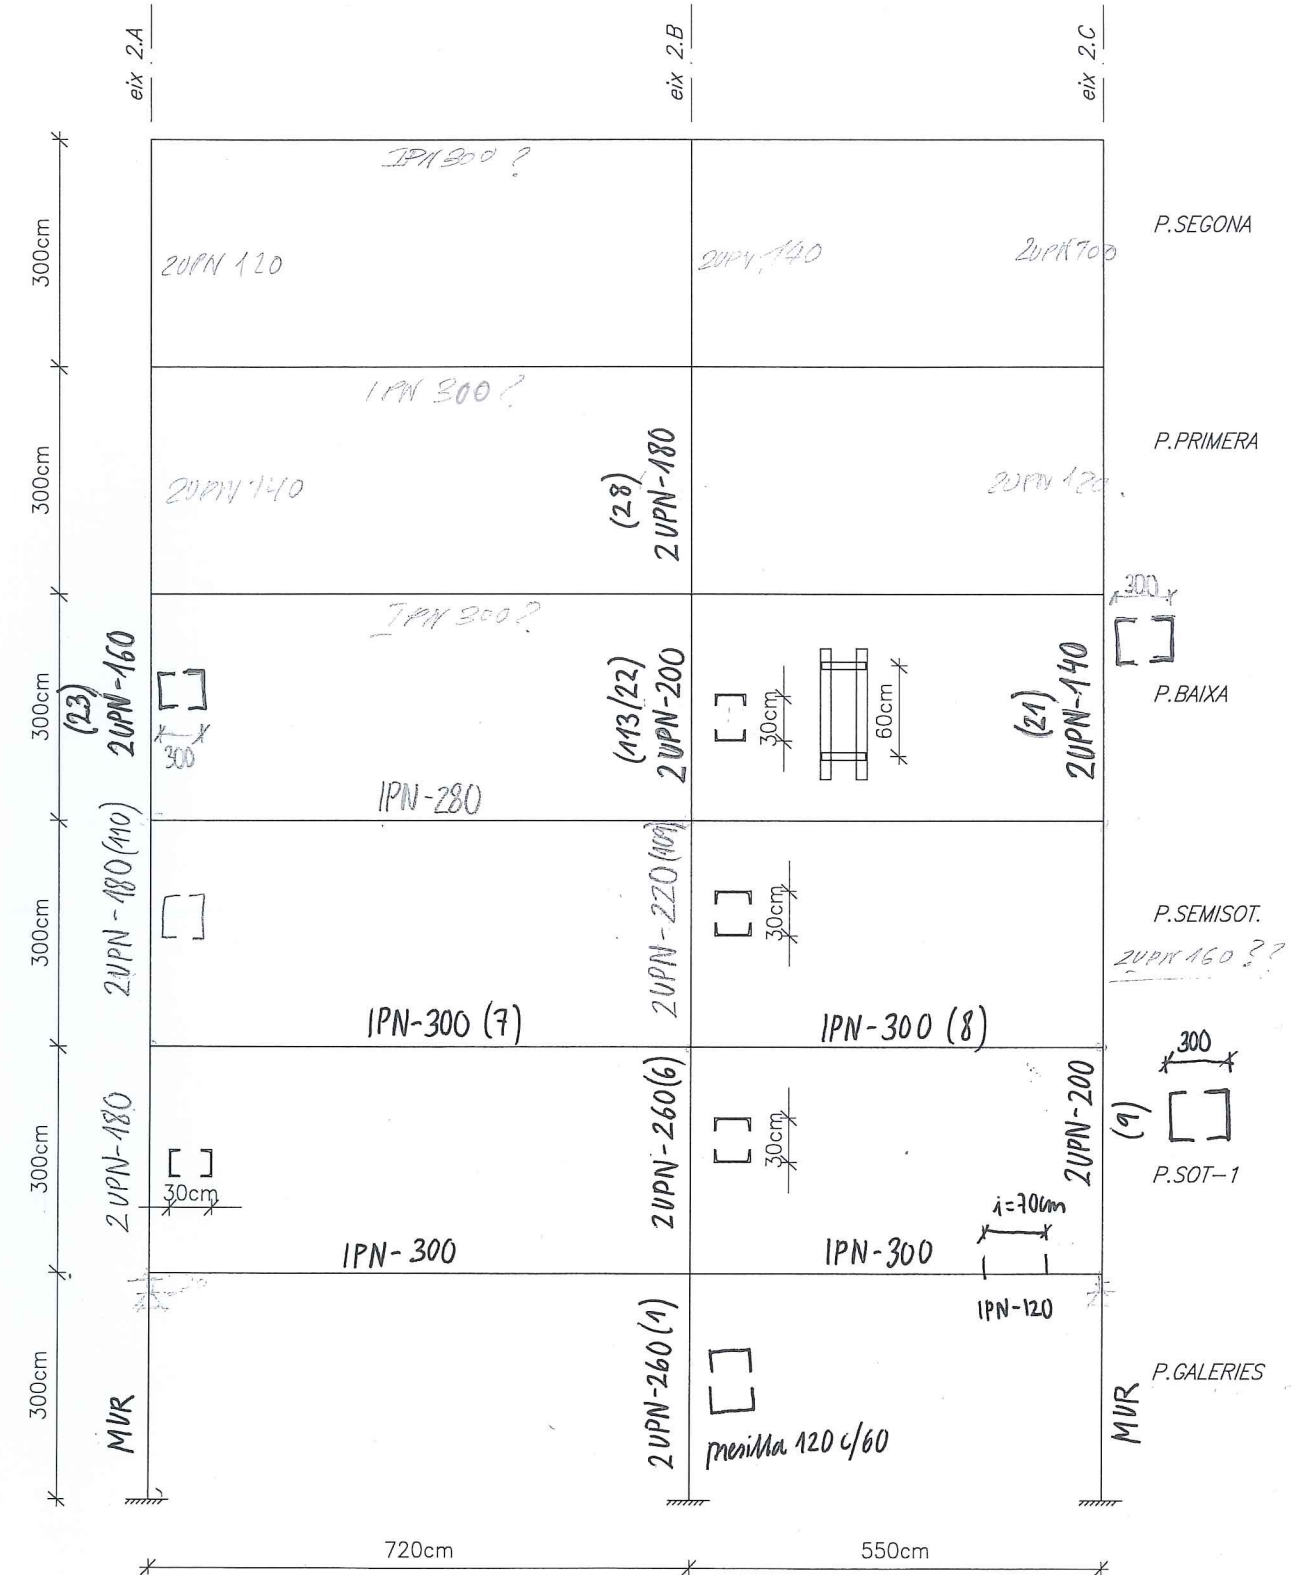 eix 2.A
eix 2.B
eix 2.C
IPN 300 ?
300cm
2UPN 120
2UPN 140
P.SEGONA
IPN 300 ?
300cm
2UPN 140
(28)
2UPN-180
2UPN 120
P.PRIMERA
IPN 300?
300cm
(23)
2UPN-160
300
(113/22)
2UPN-200
30cm
60cm
(21)
2UPN-140
300
P.BAIXA
IPN-280
300cm
2UPN-180(110)
2UPN-220(109)
30cm
P.SEMISOT.
2UPN 160 ??
IPN-300 (7)
IPN-300 (8)
300cm
2UPN-180
30cm
2UPN-260(6)
30cm
2UPN-200
(9)
300
P.SOT-1
IPN-300
IPN-300
i=70cm
IPN-120
300cm
MUR
2UPN-260(1)
presilla 120 c/60
MUR
P.GALERIES
720cm
550cm